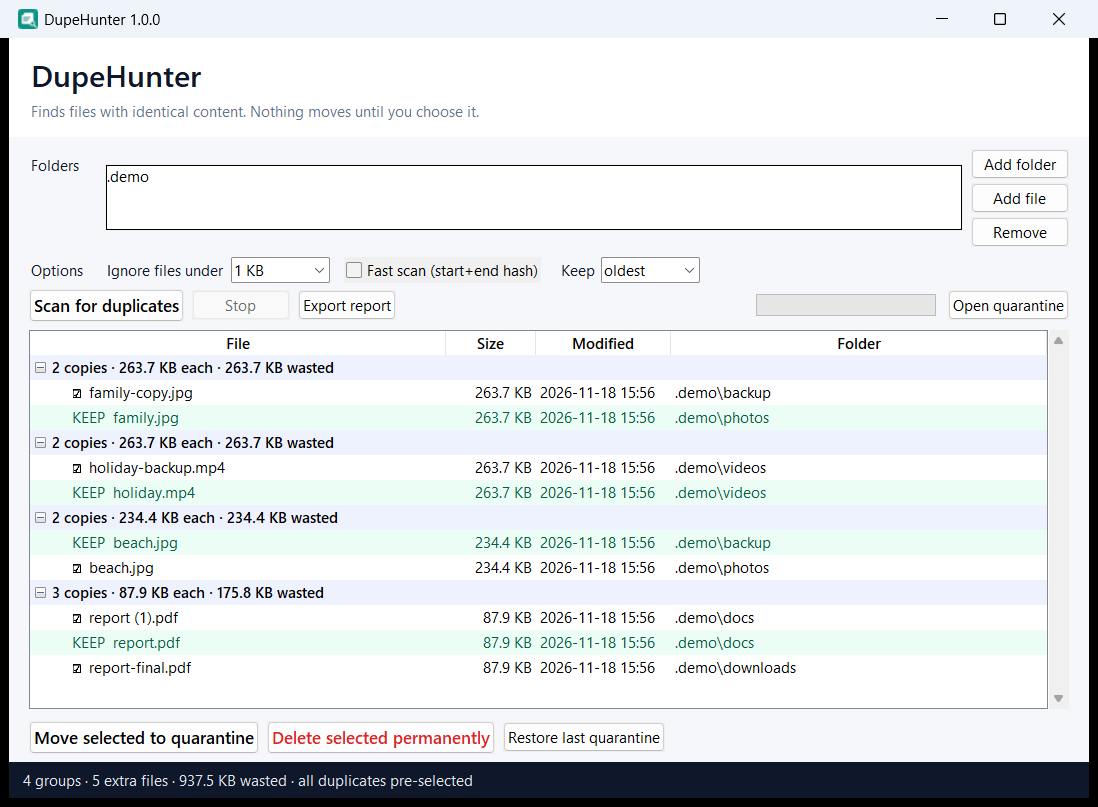 DupeHunter 1.0.0
DupeHunter
Finds files with identical content. Nothing moves until you choose it.
Folders
.demo
Add folder
Add file
Remove
Options Ignore files under 1 KB Fast scan (start+end hash) Keep oldest
Scan for duplicates Stop Export report Open quarantine
File Size Modified Folder
2 copies · 263.7 KB each · 263.7 KB wasted
family-copy.jpg 263.7 KB 2026-11-18 15:56 .demo\backup
KEEP family.jpg 263.7 KB 2026-11-18 15:56 .demo\photos
2 copies · 263.7 KB each · 263.7 KB wasted
holiday-backup.mp4 263.7 KB 2026-11-18 15:56 .demo\videos
KEEP holiday.mp4 263.7 KB 2026-11-18 15:56 .demo\videos
2 copies · 234.4 KB each · 234.4 KB wasted
KEEP beach.jpg 234.4 KB 2026-11-18 15:56 .demo\backup
beach.jpg 234.4 KB 2026-11-18 15:56 .demo\photos
3 copies · 87.9 KB each · 175.8 KB wasted
report (1).pdf 87.9 KB 2026-11-18 15:56 .demo\docs
KEEP report.pdf 87.9 KB 2026-11-18 15:56 .demo\docs
report-final.pdf 87.9 KB 2026-11-18 15:56 .demo\downloads
Move selected to quarantine Delete selected permanently Restore last quarantine
4 groups · 5 extra files · 937.5 KB wasted · all duplicates pre-selected